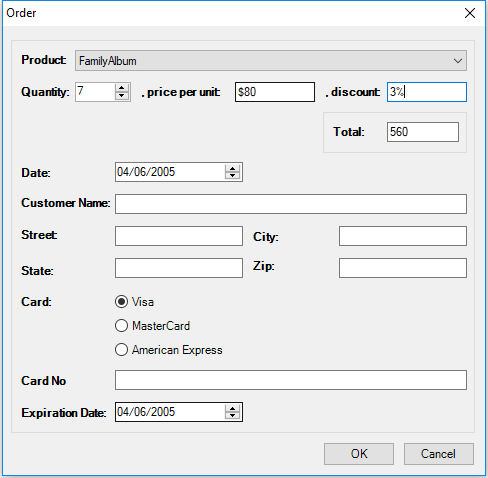 Order
Product: FamilyAlbum
Quantity: 7 , price per unit: $80 , discount: 3%
Total: 560
Date: 04/06/2005
Customer Name:
Street: City:
State: Zip:
Card: Visa
MasterCard
American Express
Card No
Expiration Date: 04/06/2005
OK Cancel